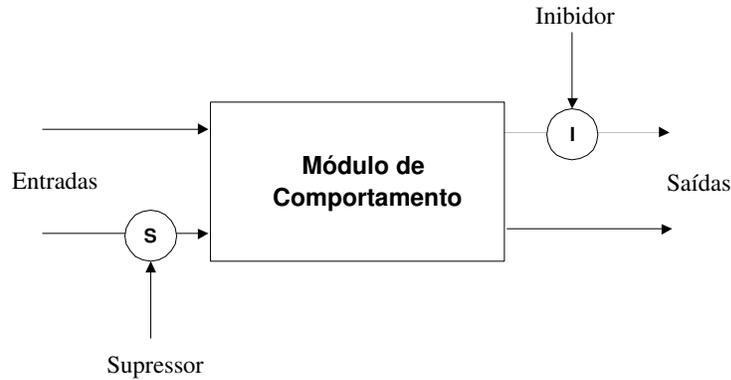 Inibidor
I
Módulo de
Comportamento
Entradas
Saídas
S
Supressor